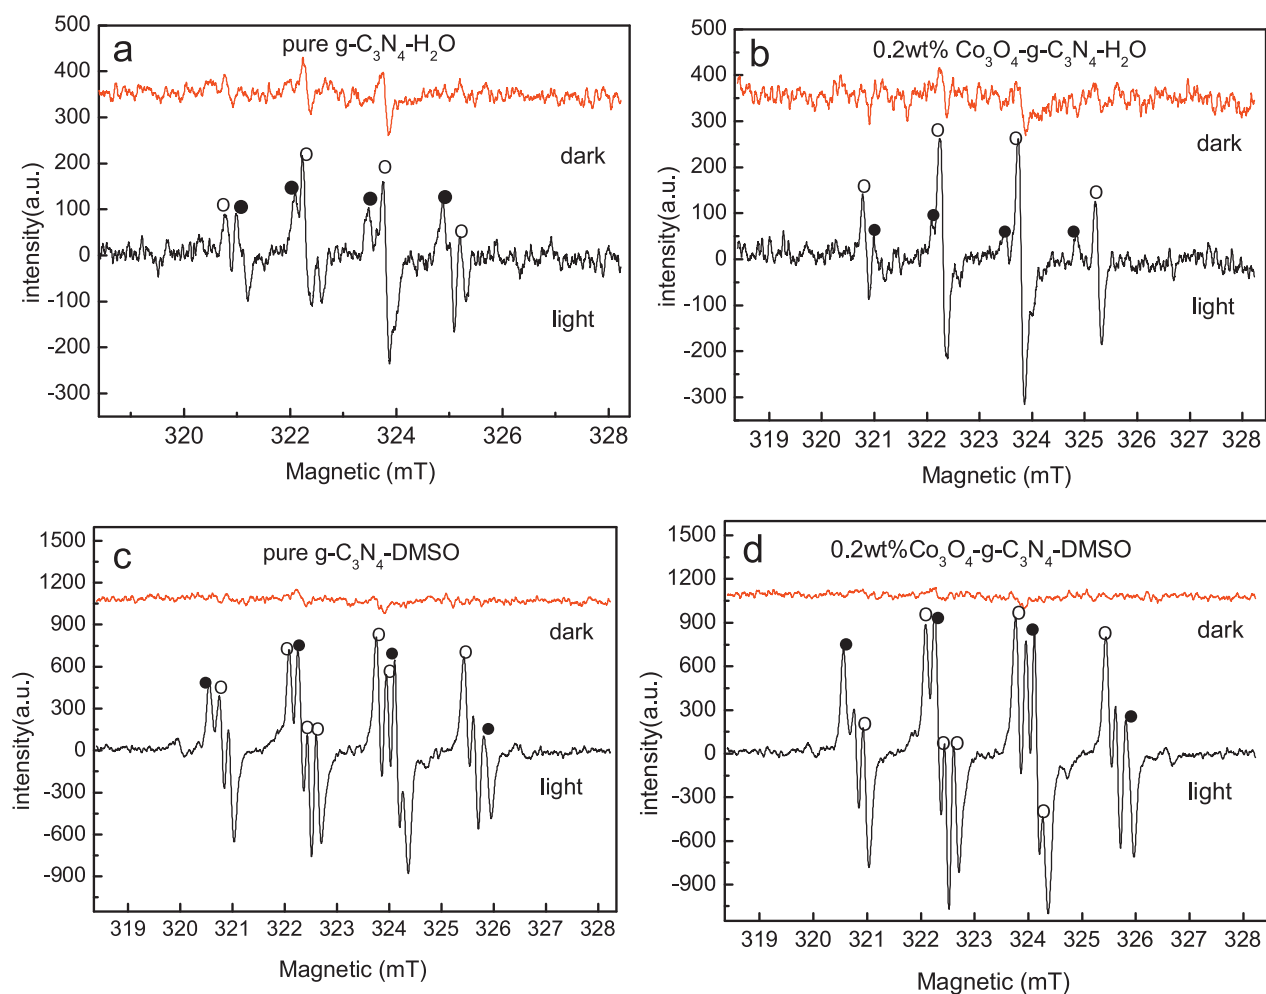 a
pure g-C₃N₄-H₂O
500
400
300
200
100
0
-100
-200
-300
intensity(a.u.)
dark
light
320
322
324
326
328
Magnetic (mT)
b
0.2wt% Co₃O₄-g-C₃N₄-H₂O
500
400
300
200
100
0
-100
-200
-300
intensity(a.u.)
dark
light
319
320
321
322
323
324
325
326
327
328
Magnetic (mT)
c
pure g-C₃N₄-DMSO
1500
1200
900
600
300
0
-300
-600
-900
intensity(a.u.)
dark
light
319
320
321
322
323
324
325
326
327
328
Magnetic (mT)
d
0.2wt%Co₃O₄-g-C₃N₄-DMSO
1500
1200
900
600
300
0
-300
-600
-900
intensity(a.u.)
dark
light
319
320
321
322
323
324
325
326
327
328
Magnetic (mT)